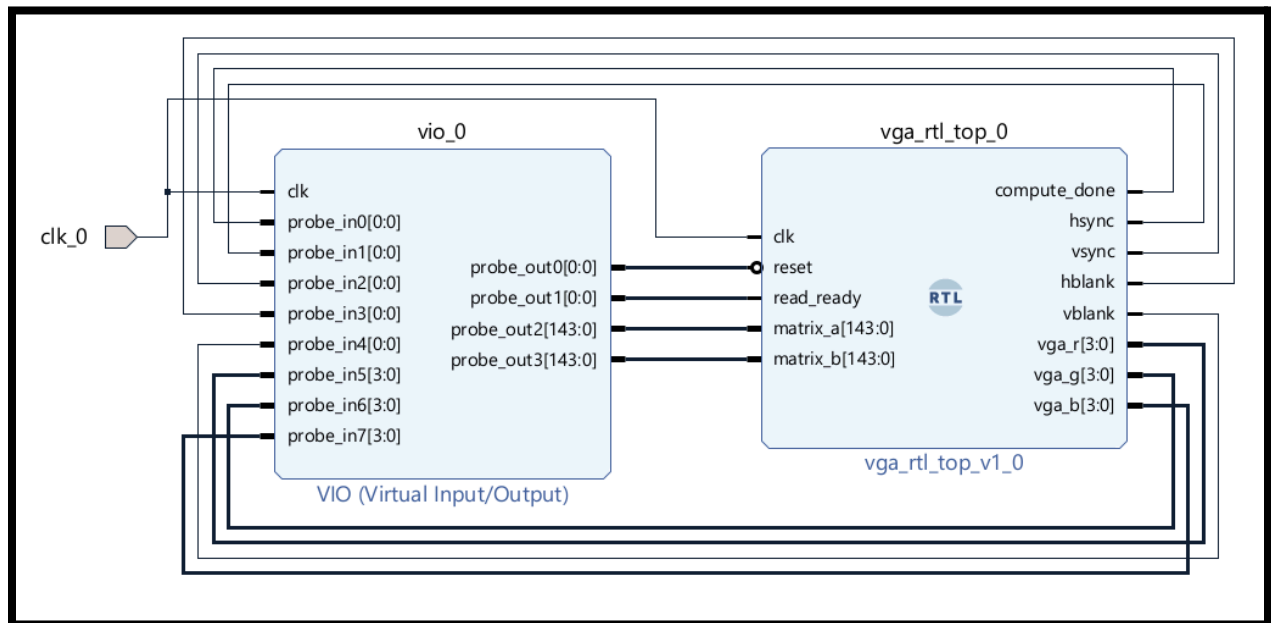 vio_0
vga_rtl_top_0
clk_0
clk
probe_in0[0:0]
probe_in1[0:0]
probe_in2[0:0]
probe_in3[0:0]
probe_in4[0:0]
probe_in5[3:0]
probe_in6[3:0]
probe_in7[3:0]
probe_out0[0:0]
probe_out1[0:0]
probe_out2[143:0]
probe_out3[143:0]
VIO (Virtual Input/Output)
clk
reset
read_ready
matrix_a[143:0]
matrix_b[143:0]
RTL
compute_done
hsync
vsync
hblank
vblank
vga_r[3:0]
vga_g[3:0]
vga_b[3:0]
vga_rtl_top_v1_0